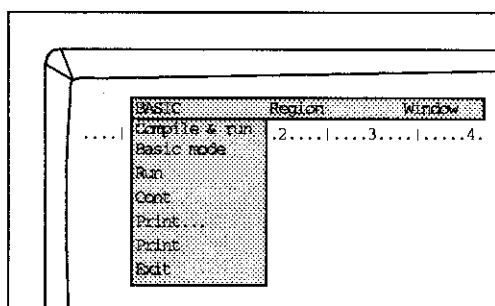 BASIC Region Window
....| .2....|....3....|.....4.
Compile & run
Basic mode
Run
Cont
Print...
Print
Exit